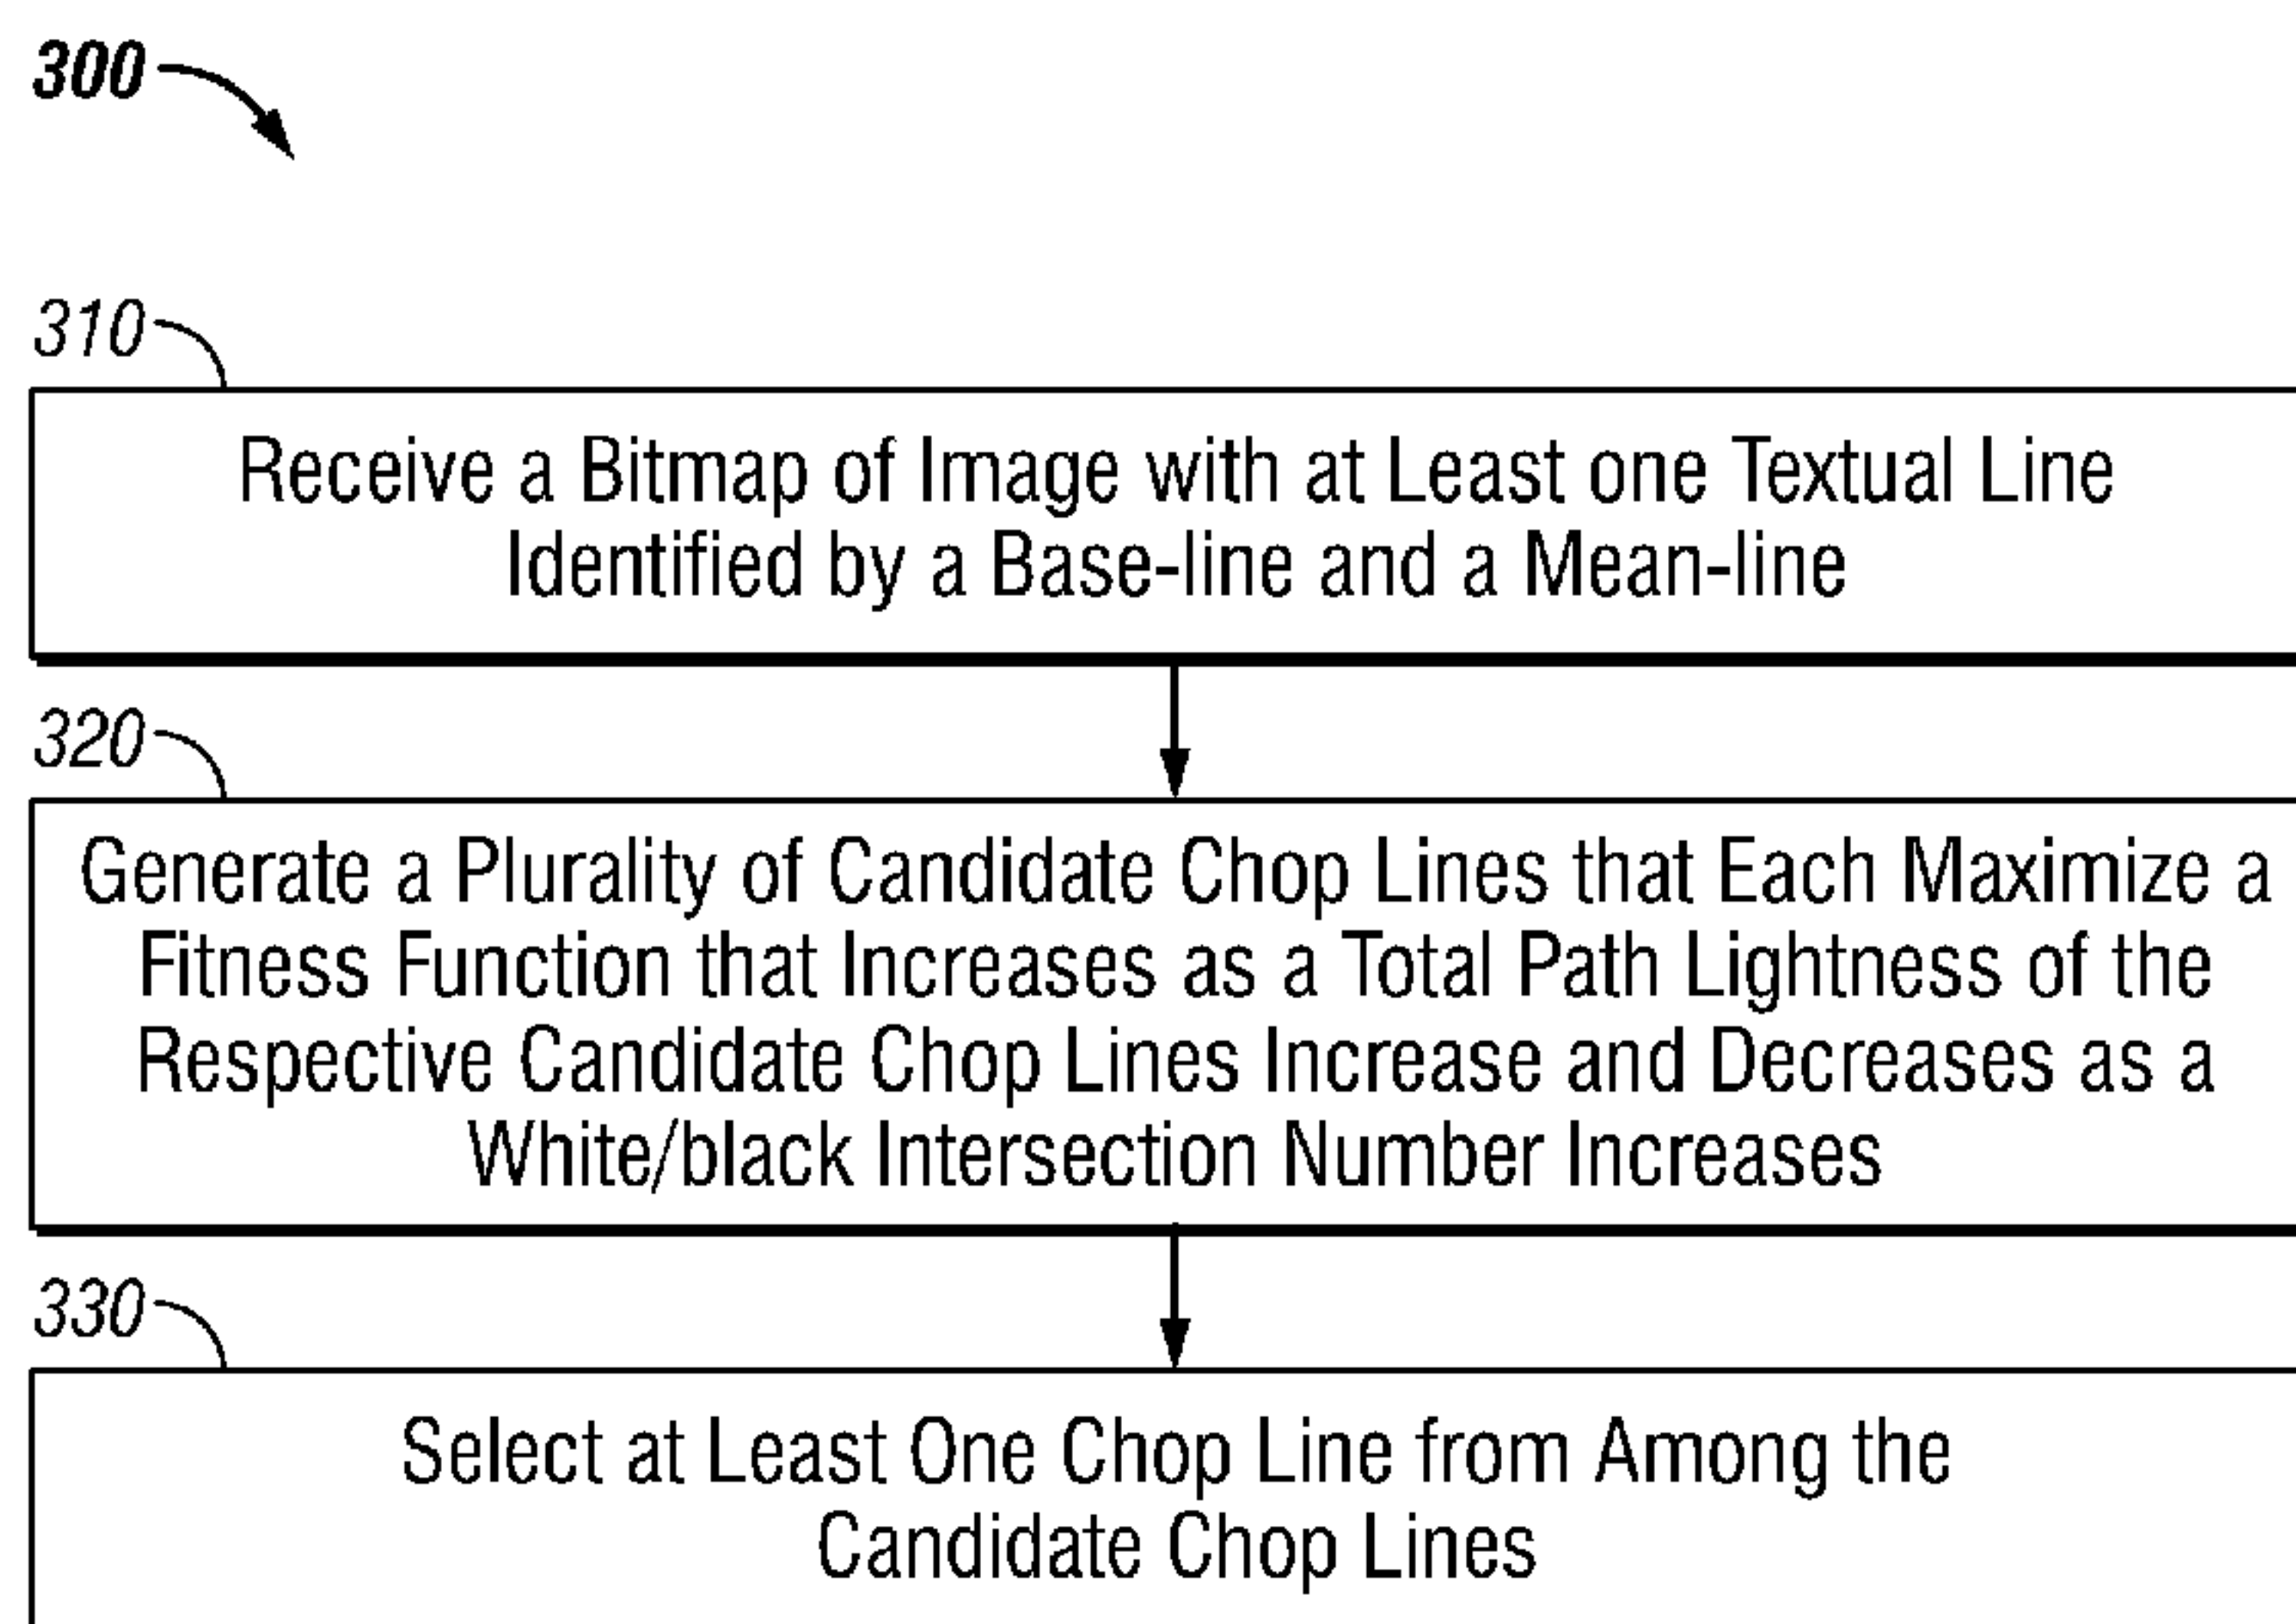 300
310
Receive a Bitmap of Image with at Least one Textual Line
Identified by a Base-line and a Mean-line
320
Generate a Plurality of Candidate Chop Lines that Each Maximize a
Fitness Function that Increases as a Total Path Lightness of the
Respective Candidate Chop Lines Increase and Decreases as a
White/black Intersection Number Increases
330
Select at Least One Chop Line from Among the
Candidate Chop Lines